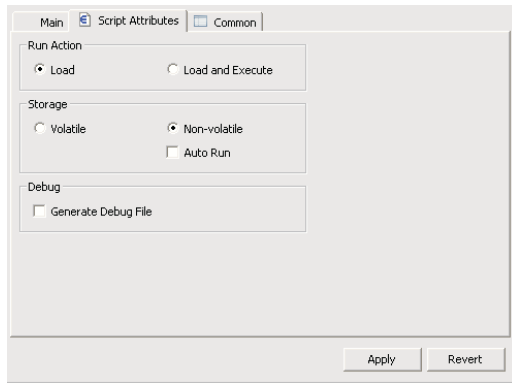 Main Script Attributes Common
Run Action
Load Load and Execute
Storage
Volatile Non-volatile
Auto Run
Debug
Generate Debug File
Apply Revert